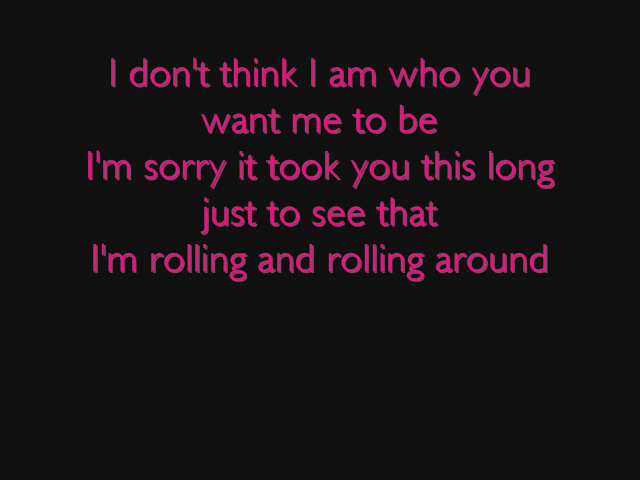 I don't think I am who you
want me to be
I'm sorry it took you this long
just to see that
I'm rolling and rolling around